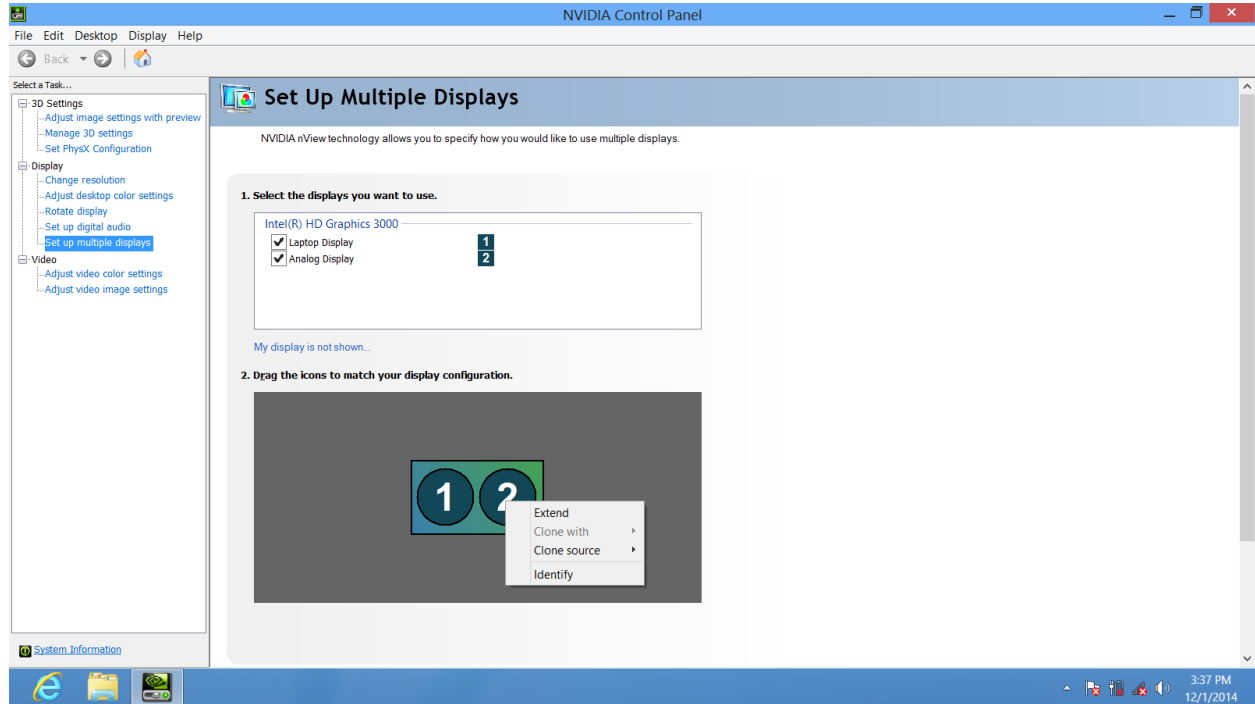 NVIDIA Control Panel
File Edit Desktop Display Help
Back
Select a Task...
3D Settings
Adjust image settings with preview
Manage 3D settings
Set PhysX Configuration
Display
Change resolution
Adjust desktop color settings
Rotate display
Set up digital audio
Set up multiple displays
Video
Adjust video color settings
Adjust video image settings
System Information
Set Up Multiple Displays
NVIDIA nView technology allows you to specify how you would like to use multiple displays.
1. Select the displays you want to use.
Intel(R) HD Graphics 3000
Laptop Display 1
Analog Display 2
My display is not shown...
2. Drag the icons to match your display configuration.
1 2
Extend
Clone with
Clone source
Identify
3:37 PM
12/1/2014